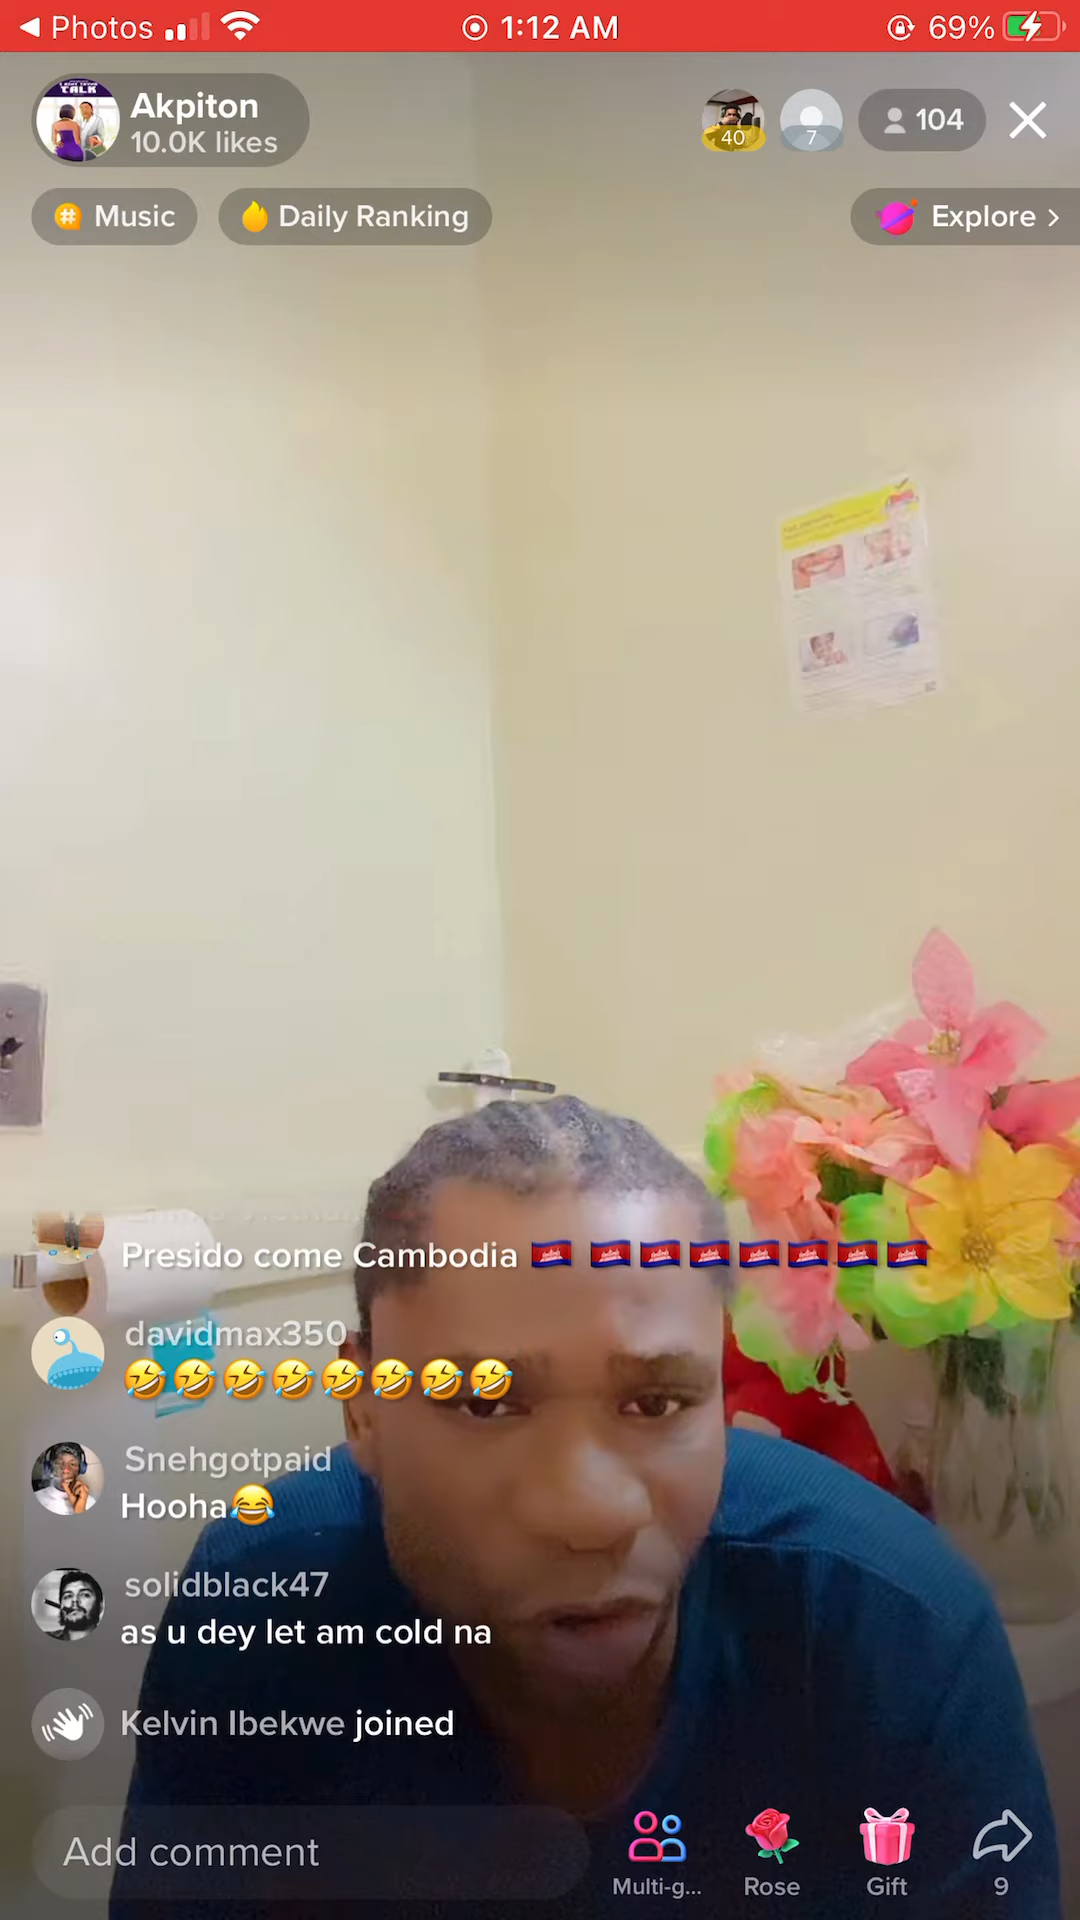 Photos
1:12 AM
69%
TALK
Akpiton
10.0K likes
40
7
104
Music
Daily Ranking
Explore
Presido come Cambodia
davidmax350
🤣🤣🤣🤣🤣🤣🤣🤣
Snehgotpaid
Hooha😂
solidblack47
as u dey let am cold na
Kelvin Ibekwe joined
Add comment
Multi-g...
Rose
Gift
9